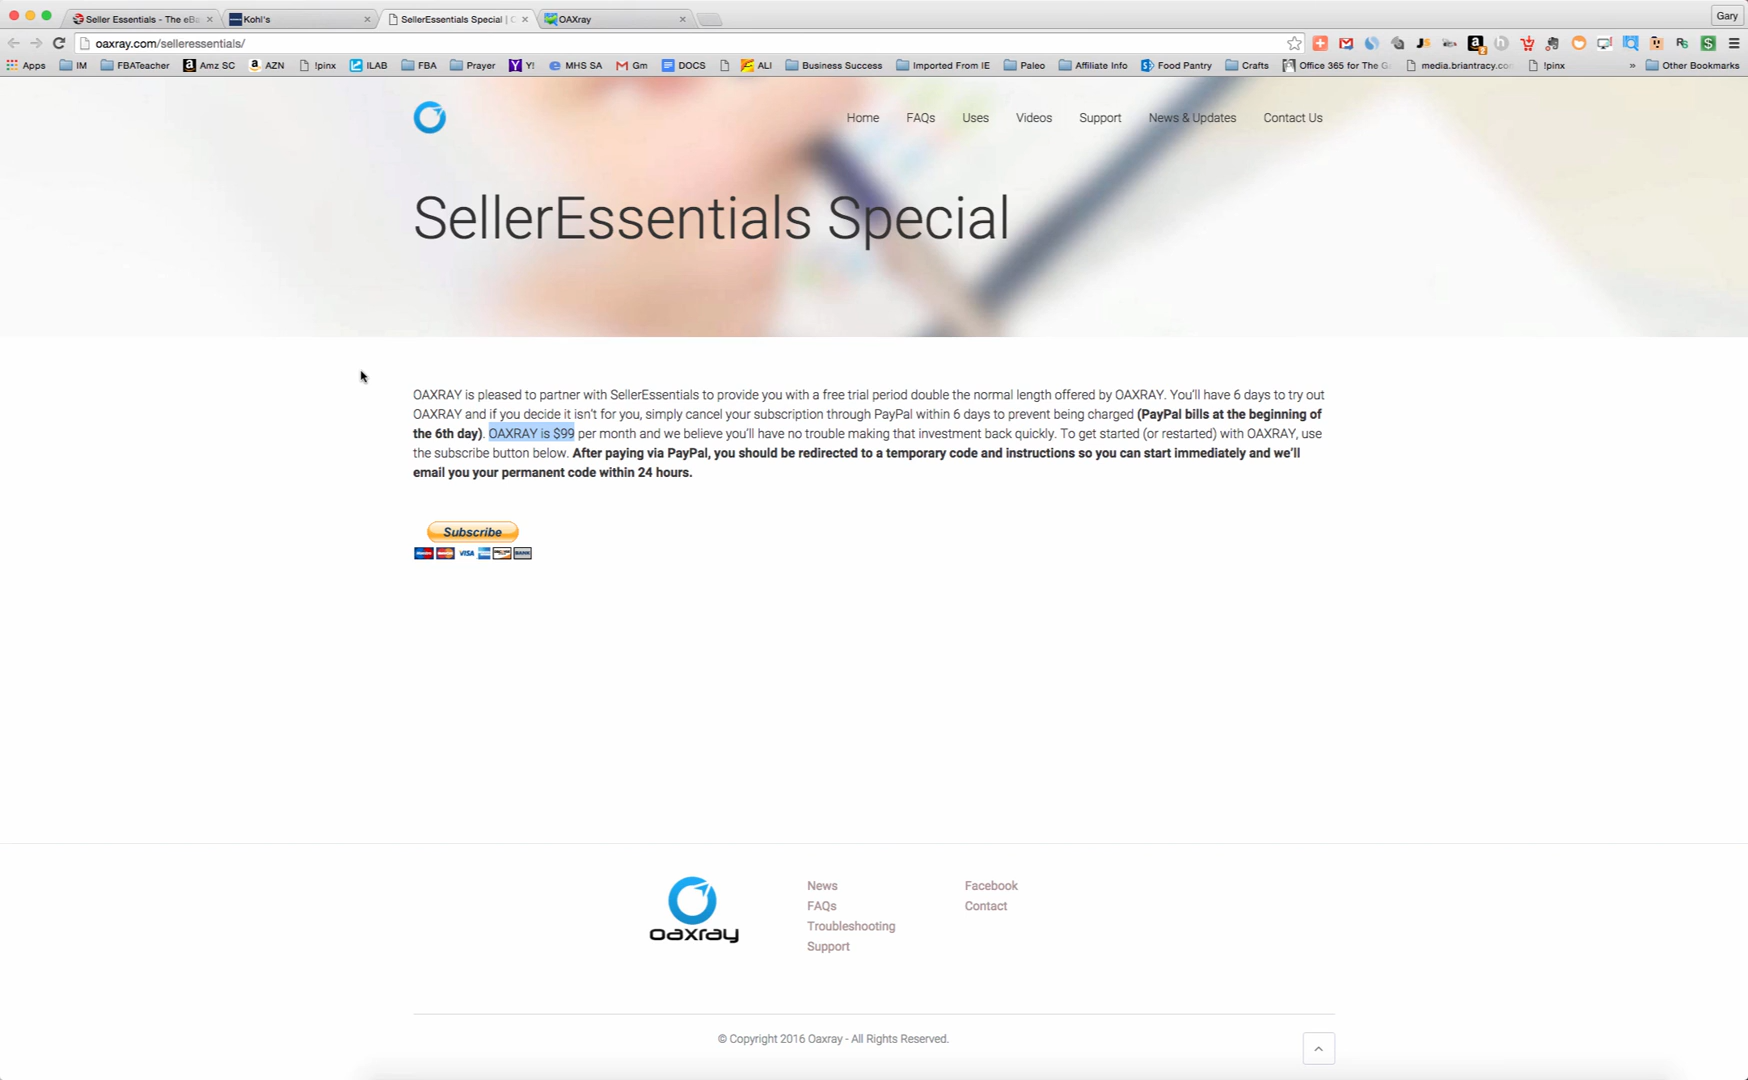 Seller Essentials - The eBa
Kohl's
SellerEssentials Special | O
OAXray
Gary
oaxray.com/selleressentials/
Apps
IM
FBATeacher
Amz SC
AZN
!pinx
ILAB
FBA
Prayer
Y!
MHS SA
Gm
DOCS
ALI
Business Success
Imported From IE
Paleo
Affiliate Info
Food Pantry
Crafts
Office 365 for The G
media.briantracy.co
!pinx
»
Other Bookmarks
Home
FAQs
Uses
Videos
Support
News & Updates
Contact Us
SellerEssentials Special
OAXRAY is pleased to partner with SellerEssentials to provide you with a free trial period double the normal length offered by OAXRAY. You'll have 6 days to try out
OAXRAY and if you decide it isn't for you, simply cancel your subscription through PayPal within 6 days to prevent being charged (PayPal bills at the beginning of
the 6th day). OAXRAY is $99 per month and we believe you'll have no trouble making that investment back quickly. To get started (or restarted) with OAXRAY, use
the subscribe button below. After paying via PayPal, you should be redirected to a temporary code and instructions so you can start immediately and we'll
email you your permanent code within 24 hours.
Subscribe
VISA
BANK
oaxray
News
FAQs
Troubleshooting
Support
Facebook
Contact
© Copyright 2016 Oaxray - All Rights Reserved.